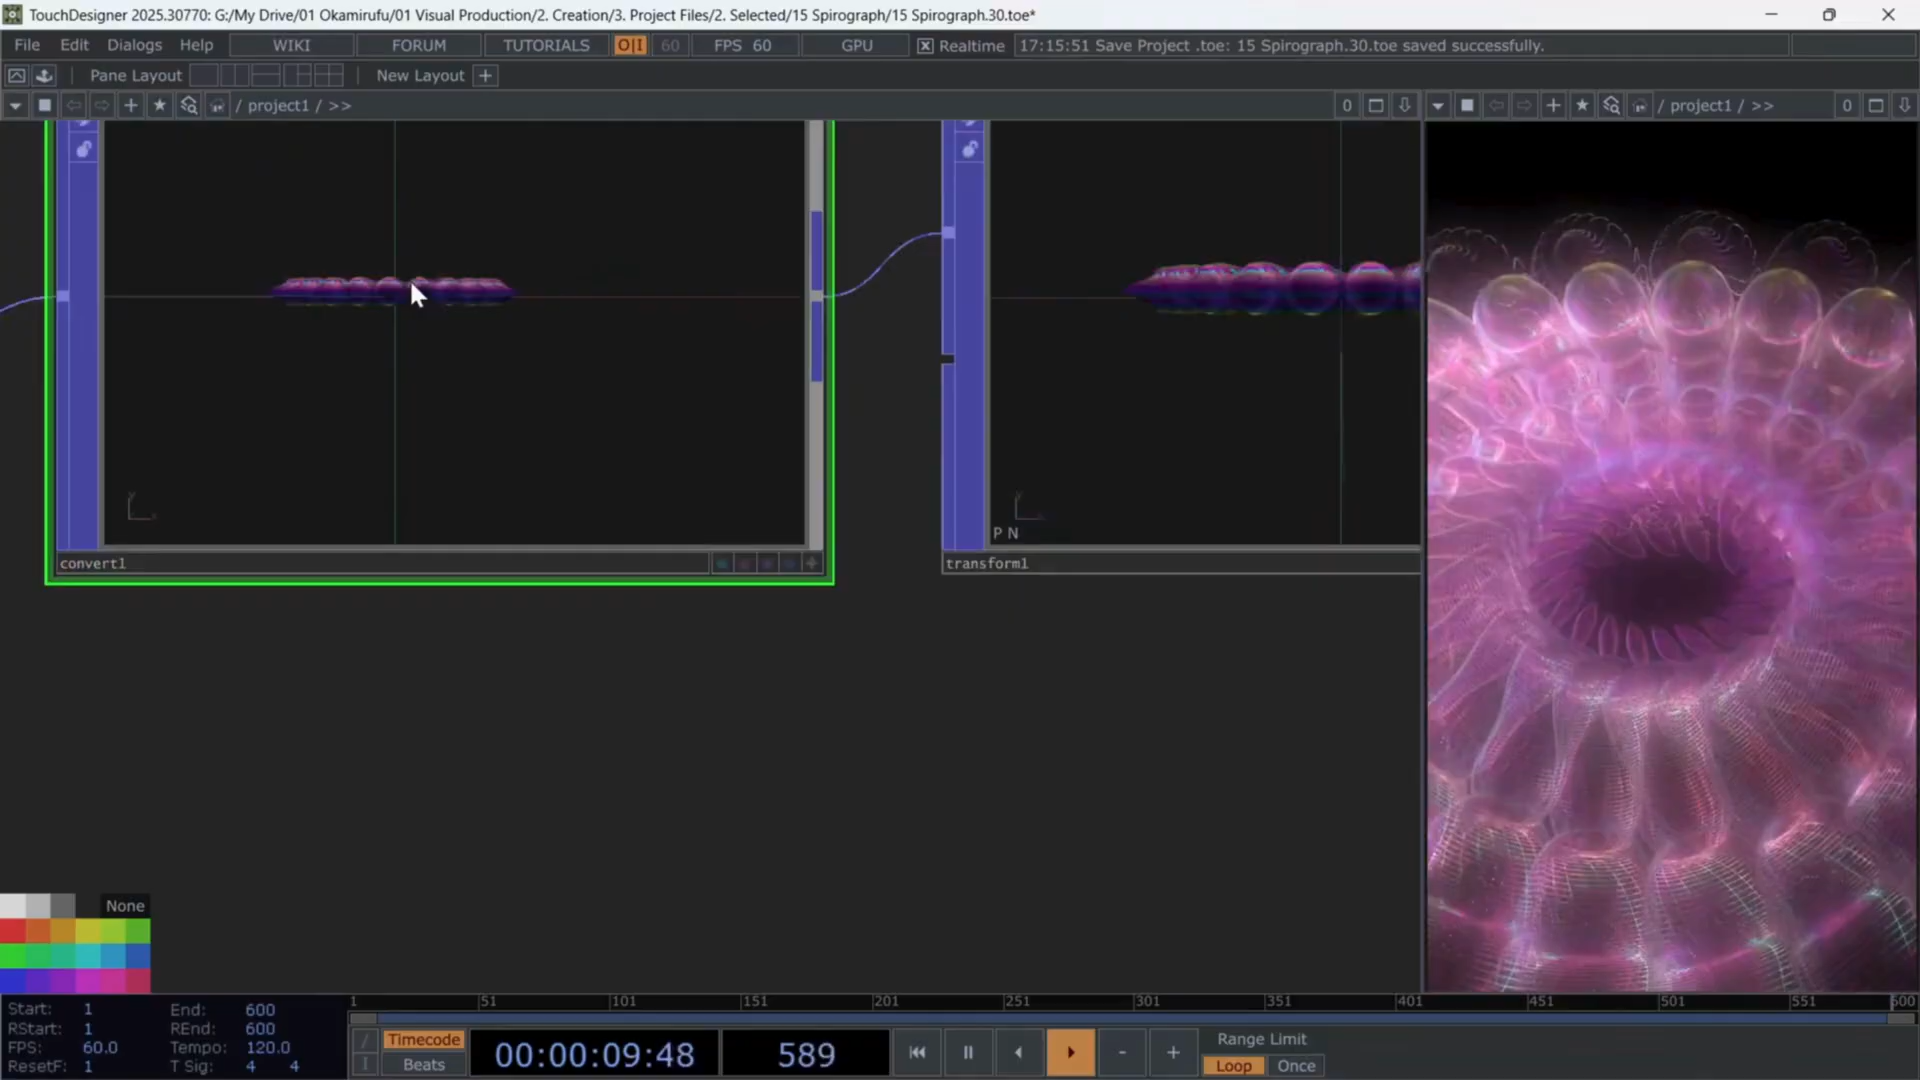 TouchDesigner 2025.30770: G:/My Drive/01 Okamirufu/01 Visual Production/2. Creation/3. Project Files/2. Selected/15 Spirograph/15 Spirograph.30.toe*
File Edit Dialogs Help WIKI FORUM TUTORIALS O|I 60 FPS 60 GPU Realtime 17:15:51 Save Project .toe: 15 Spirograph.30.toe saved successfully.
Pane Layout New Layout +
/ project1 / >> 0
/ project1 / >> 0
P N
convert1
transform1
None
1 51 101 151 201 251 301 351 401 451 501 551 600
Start: 1 End: 600
RStart: 1 REnd: 600
FPS: 60.0 Tempo: 120.0
ResetF: 1 T Sig: 4 4
Timecode
Beats
00:00:09:48
589
- +
Range Limit
Loop Once